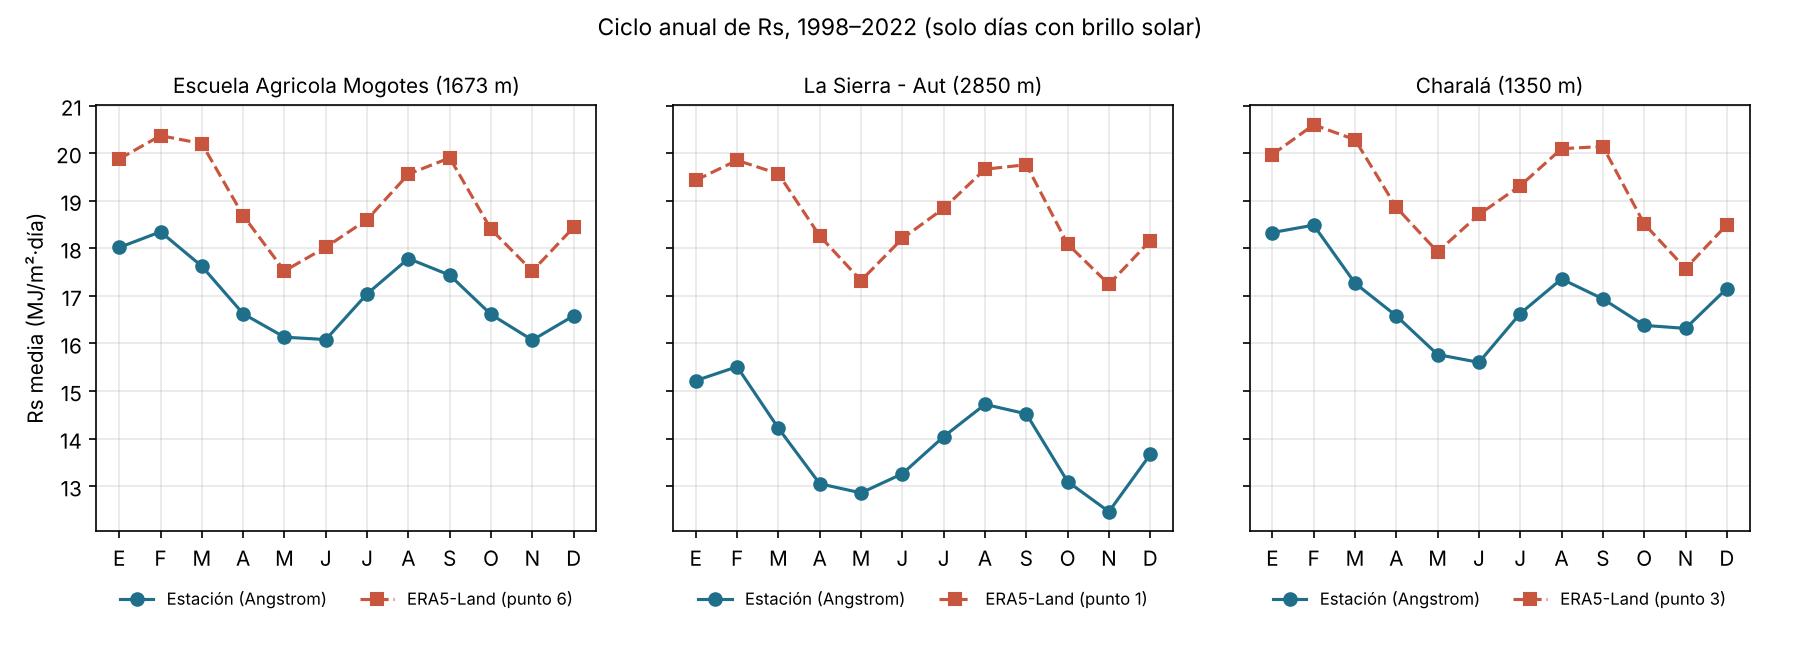 Ciclo anual de Rs, 1998–2022 (solo días con brillo solar)
Escuela Agricola Mogotes (1673 m)
La Sierra - Aut (2850 m)
Charalá (1350 m)
Rs media (MJ/m²·día)
21
20
19
18
17
16
15
14
13
E F M A M J J A S O N D
E F M A M J J A S O N D
E F M A M J J A S O N D
Estación (Angstrom) ERA5-Land (punto 6)
Estación (Angstrom) ERA5-Land (punto 1)
Estación (Angstrom) ERA5-Land (punto 3)